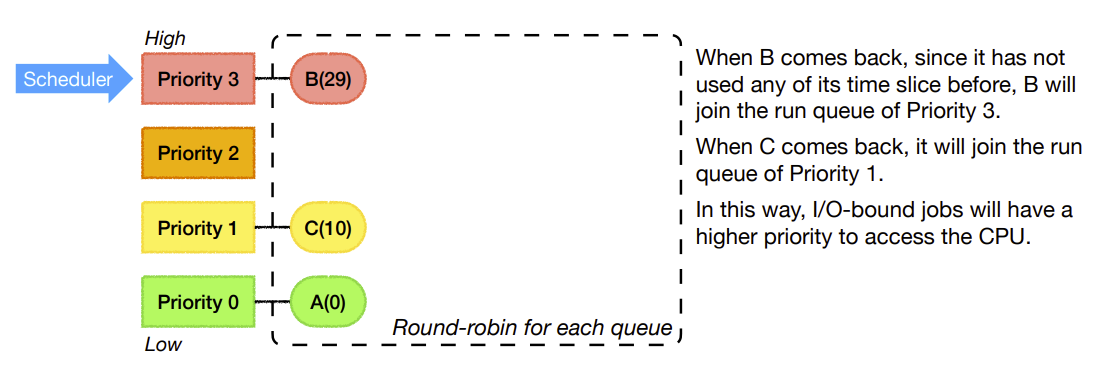 High
Scheduler
Priority 3
B(29)
Priority 2
Priority 1
C(10)
Priority 0
A(0)
Low
Round-robin for each queue
When B comes back, since it has not
used any of its time slice before, B will
join the run queue of Priority 3.
When C comes back, it will join the run
queue of Priority 1.
In this way, I/O-bound jobs will have a
higher priority to access the CPU.